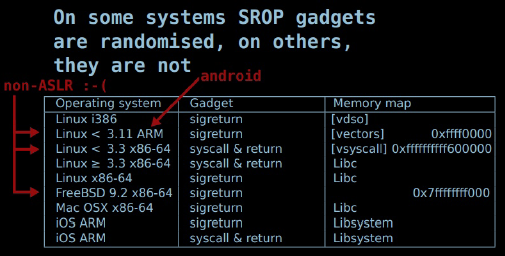 On some systems SROP gadgets
are randomised, on others,
they are not
android
non-ASLR :-(
Operating system Gadget Memory map
Linux i386 sigreturn [vdso]
Linux < 3.11 ARM sigreturn [vectors] 0xffff0000
Linux < 3.3 x86-64 syscall & return [vsyscall] 0xffffffffff600000
Linux ≥ 3.3 x86-64 syscall & return Libc
Linux x86-64 sigreturn Libc
FreeBSD 9.2 x86-64 sigreturn 0x7ffffffff000
Mac OSX x86-64 sigreturn Libc
iOS ARM sigreturn Libsystem
iOS ARM syscall & return Libsystem